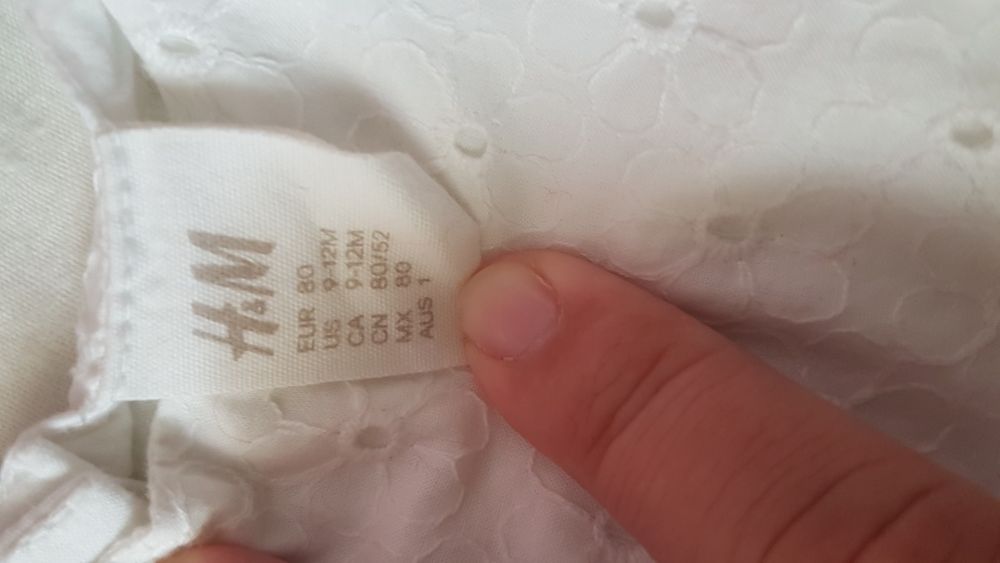 H&M
EUR 80
US 9-12M
CA 9-12M
CN 80/52
MX 80
AUS 1